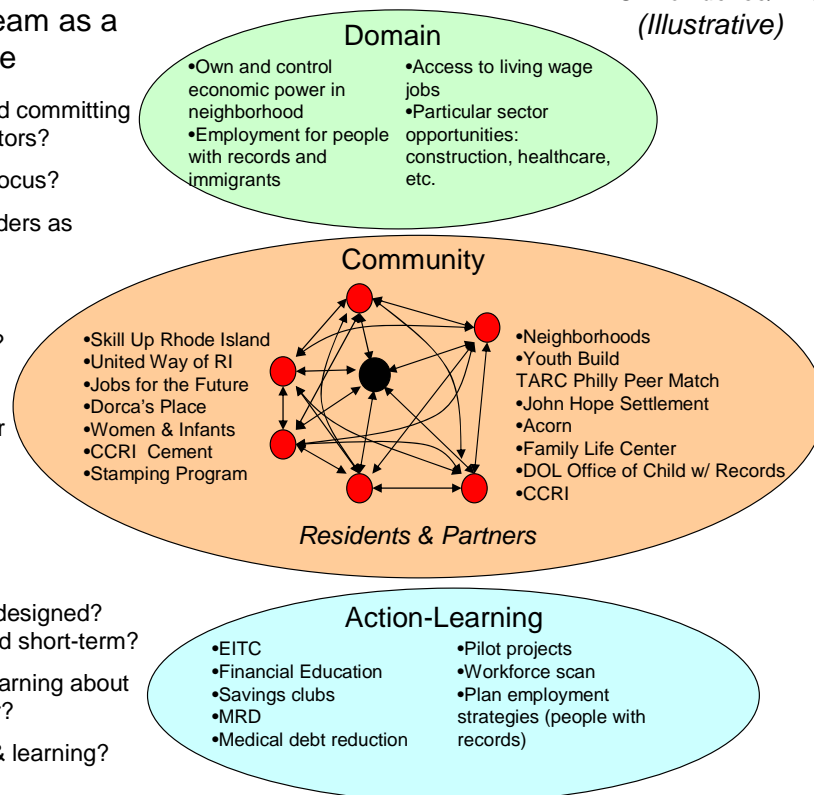 eam as a
e
(Illustrative)
d committing
tors?
ocus?
ders as
?
r
designed?
d short-term?
arning about
?
& learning?
Domain
•Own and control
economic power in
neighborhood
•Employment for people
with records and
immigrants
•Access to living wage
jobs
•Particular sector
opportunities:
construction, healthcare,
etc.
Community
•Skill Up Rhode Island
•United Way of RI
•Jobs for the Future
•Dorca's Place
•Women & Infants
•CCRI  Cement
•Stamping Program
•Neighborhoods
•Youth Build
TARC Philly Peer Match
•John Hope Settlement
•Acorn
•Family Life Center
•DOL Office of Child w/ Records
•CCRI
Residents & Partners
Action-Learning
•EITC
•Financial Education
•Savings clubs
•MRD
•Medical debt reduction
•Pilot projects
•Workforce scan
•Plan employment
strategies (people with
records)